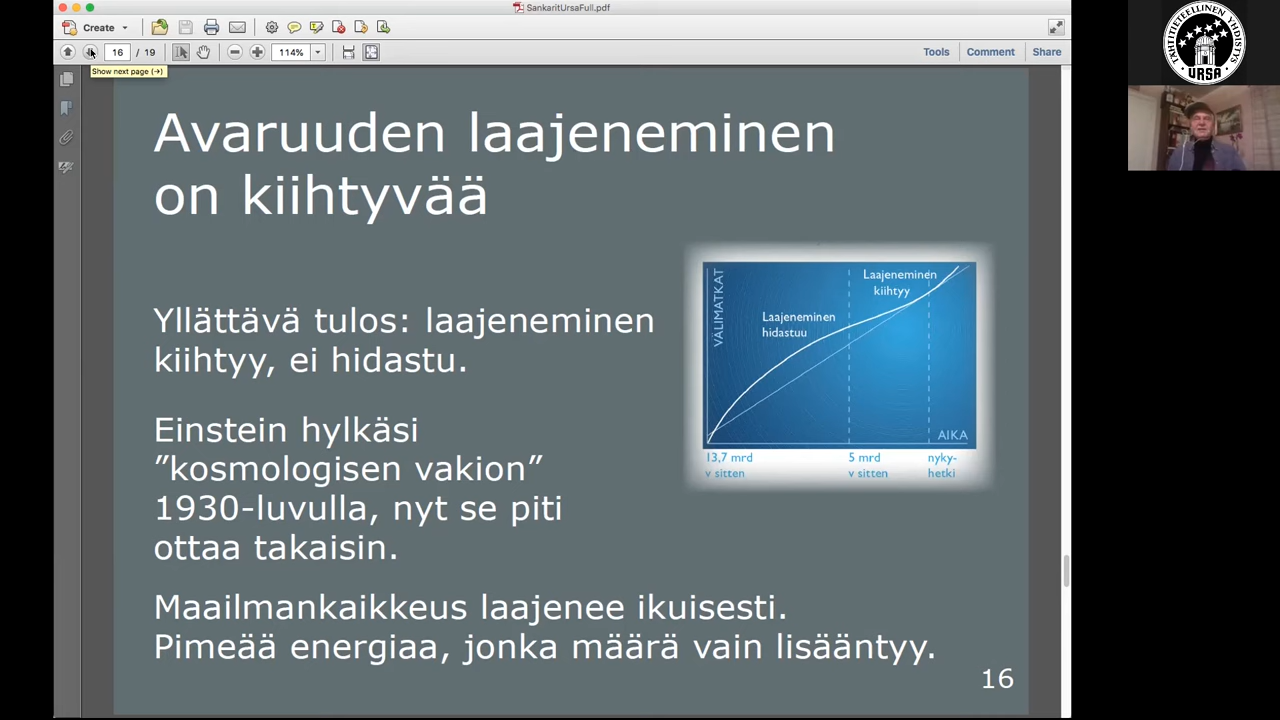 SankaritUrsaFull.pdf
Create
16 / 19
114%
Tools Comment Share
Show next page (→)
TÄHTITIETEELLINEN YHDISTYS
URSA
Avaruuden laajeneminen
on kiihtyvää
Yllättävä tulos: laajeneminen
kiihtyy, ei hidastu.
Einstein hylkäsi
”kosmologisen vakion”
1930-luvulla, nyt se piti
ottaa takaisin.
VÄLIMATKAT
Laajeneminen
kiihtyy
Laajeneminen
hidastuu
AIKA
13,7 mrd
v sitten
5 mrd
v sitten
nyky-
hetki
Maailmankaikkeus laajenee ikuisesti.
Pimeää energiaa, jonka määrä vain lisääntyy.
16